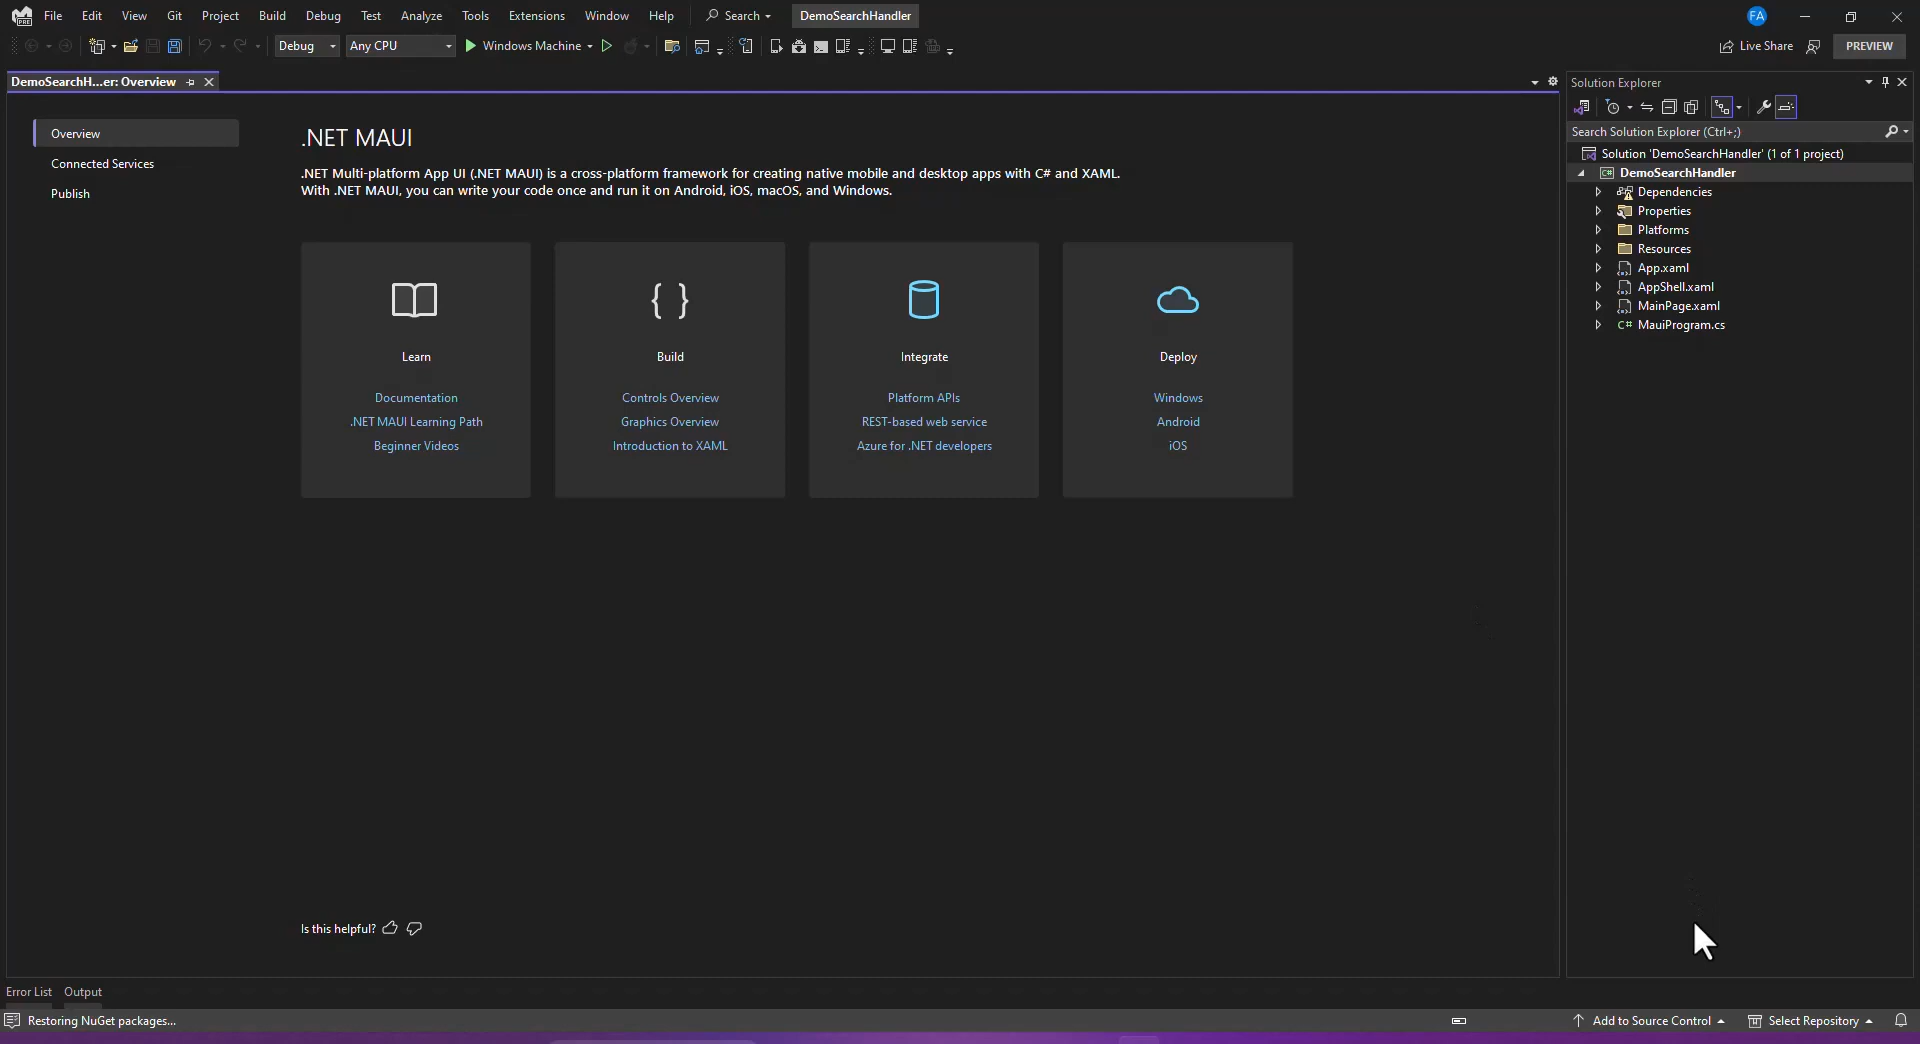 File Edit View Git Project Build Debug Test Analyze Tools Extensions Window Help Search DemoSearchHandler FA
Debug Any CPU Windows Machine Live Share PREVIEW
DemoSearchH...er: Overview
Overview
Connected Services
Publish
.NET MAUI
.NET Multi-platform App UI (.NET MAUI) is a cross-platform framework for creating native mobile and desktop apps with C# and XAML.
With .NET MAUI, you can write your code once and run it on Android, iOS, macOS, and Windows.
Learn
Documentation
.NET MAUI Learning Path
Beginner Videos
Build
Controls Overview
Graphics Overview
Introduction to XAML
Integrate
Platform APIs
REST-based web service
Azure for .NET developers
Deploy
Windows
Android
iOS
Is this helpful?
Solution Explorer
Search Solution Explorer (Ctrl+;)
Solution 'DemoSearchHandler' (1 of 1 project)
C# DemoSearchHandler
Dependencies
Properties
Platforms
Resources
App.xaml
AppShell.xaml
MainPage.xaml
C# MauiProgram.cs
Error List Output
Restoring NuGet packages... Add to Source Control Select Repository